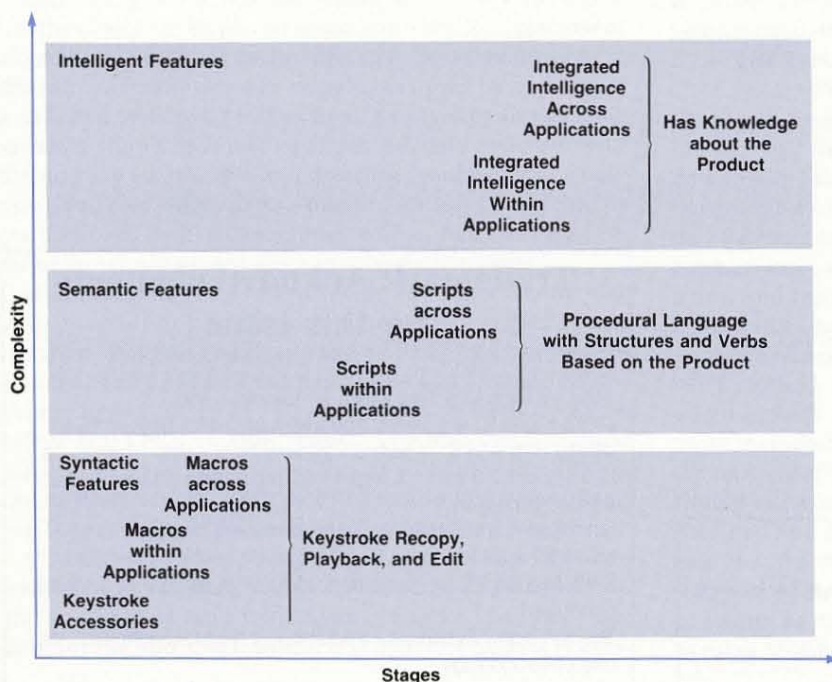 Intelligent Features
Integrated
Intelligence
Across
Applications
Integrated
Intelligence
Within
Applications
Has Knowledge
about the
Product
Semantic Features
Scripts
across
Applications
Scripts
within
Applications
Procedural Language
with Structures and Verbs
Based on the Product
Syntactic
Features
Macros
across
Applications
Macros
within
Applications
Keystroke
Accessories
Keystroke Recopy,
Playback, and Edit
Complexity
Stages